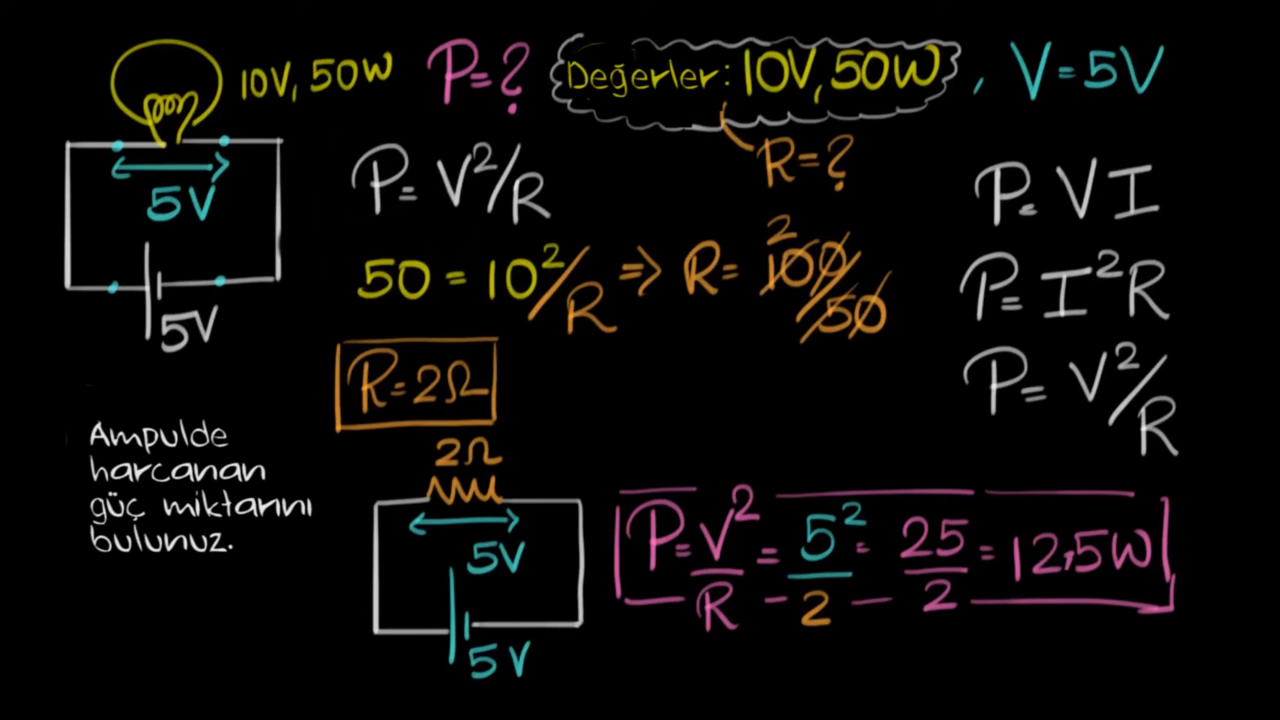 10V, 50W
P=?
Değerler: 10V, 50W, V=5V
R=?
5V
5V
P=V²/R
50=10²/R => R=100/50
2
R=2Ω
P=VI
P=I²R
P=V²/R
Ampulde
harcanan
güç miktarını
bulunuz.
2Ω
5V
5V
P=V²/R=5²/2=25/2=12,5W